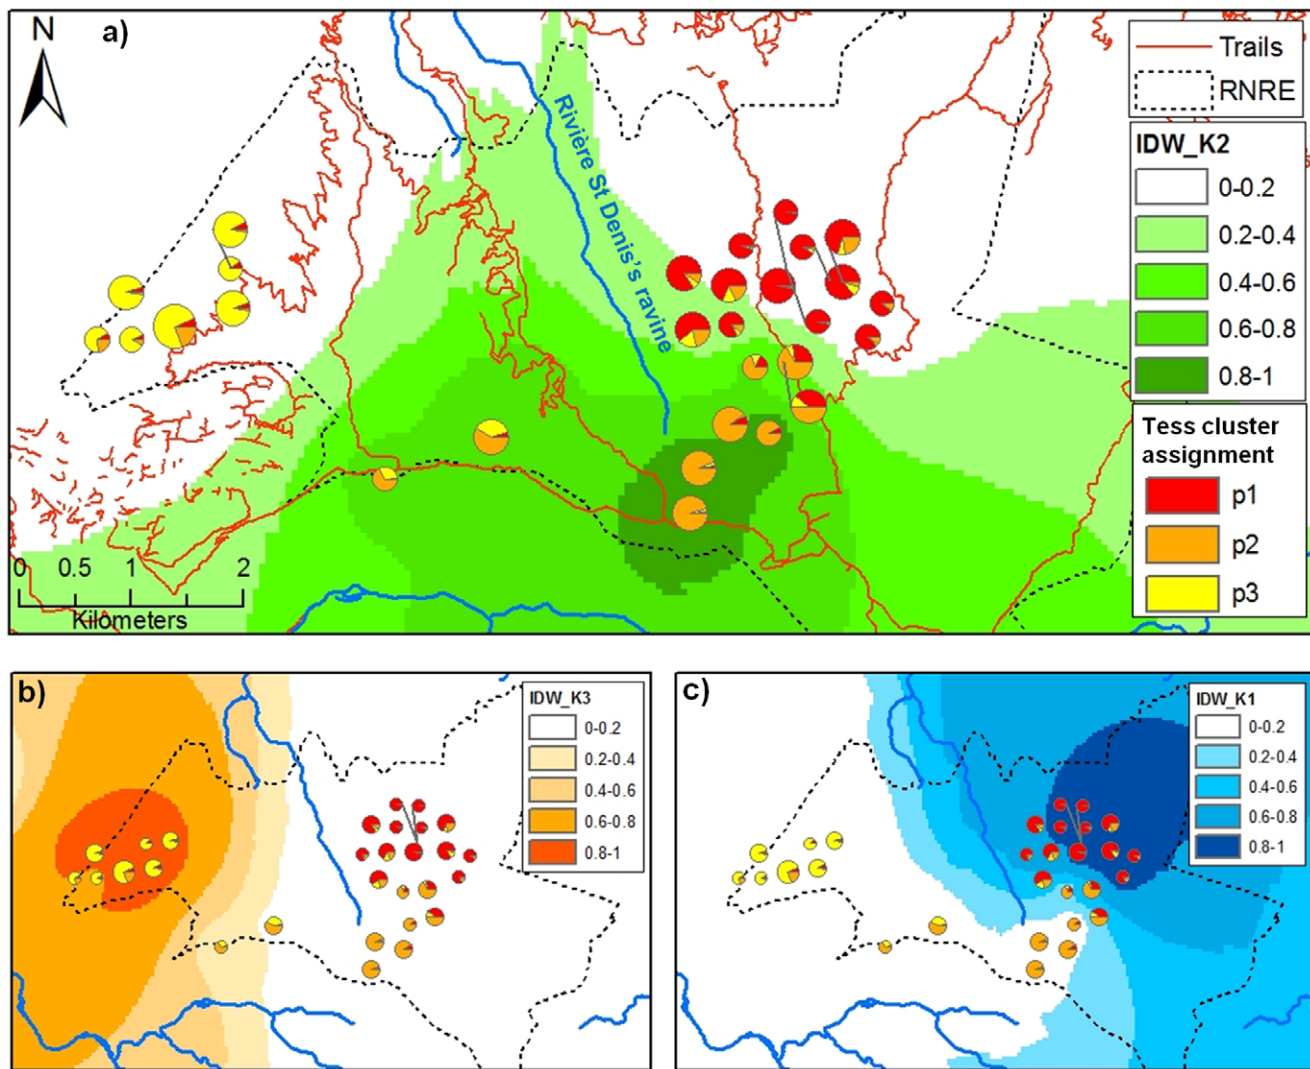 a)
N
Rivière St Denis's ravine
Trails
RNRE
IDW_K2
0-0.2
0.2-0.4
0.4-0.6
0.6-0.8
0.8-1
Tess cluster
assignment
p1
p2
p3
0 0.5 1 2
Kilometers
b)
IDW_K3
0-0.2
0.2-0.4
0.4-0.6
0.6-0.8
0.8-1
c)
IDW_K1
0-0.2
0.2-0.4
0.4-0.6
0.6-0.8
0.8-1